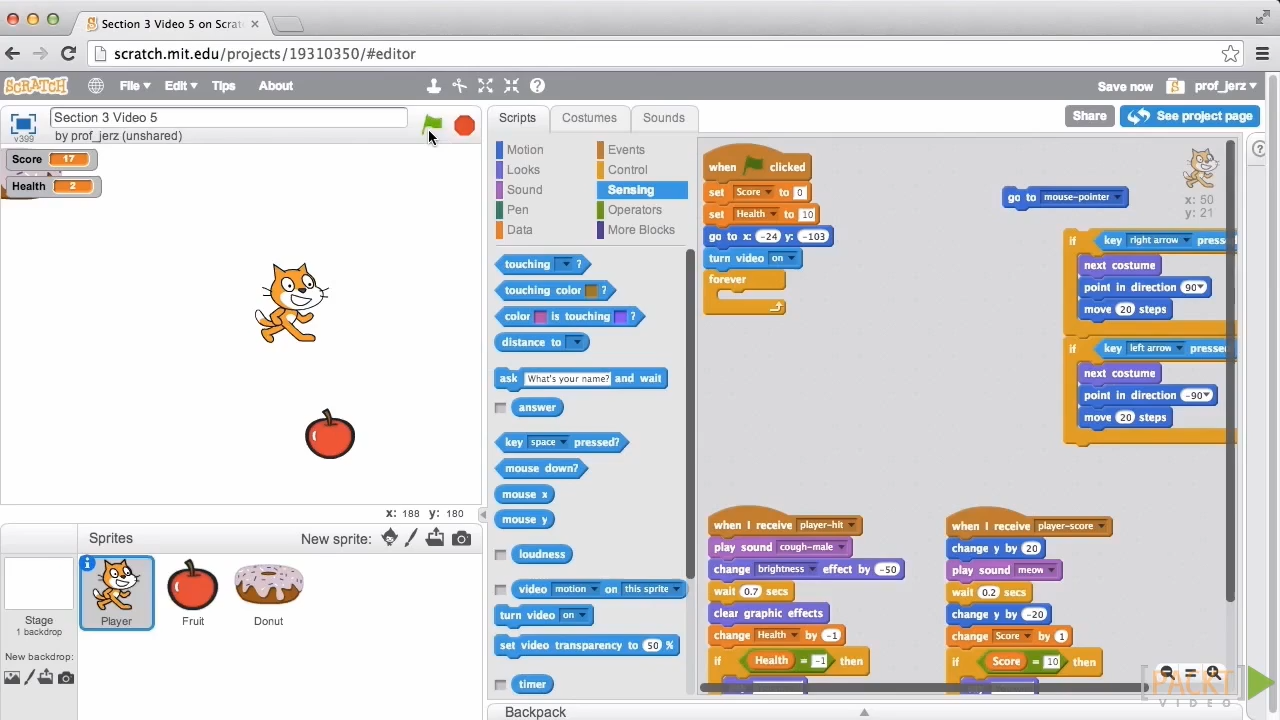 Section 3 Video 5 on Scrat
scratch.mit.edu/projects/19310350/#editor
SCRATCH
File
Edit
Tips
About
Save now
prof_jerz
v399
Section 3 Video 5
by prof_jerz (unshared)
Scripts
Costumes
Sounds
Share
See project page
Score 17
Health 2
Motion
Looks
Sound
Pen
Data
Events
Control
Sensing
Operators
More Blocks
touching ?
touching color ?
color is touching ?
distance to
ask What's your name? and wait
answer
key space pressed?
mouse down?
mouse x
mouse y
loudness
video motion on this sprite
turn video on
set video transparency to 50 %
timer
when clicked
set Score to 0
set Health to 10
go to x: -24 y: -103
turn video on
forever
go to mouse-pointer
x: 50
y: 21
if key right arrow press
next costume
point in direction 90
move 20 steps
if key left arrow press
next costume
point in direction -90
move 20 steps
when I receive player-hit
play sound cough-male
change brightness effect by -50
wait 0.7 secs
clear graphic effects
change Health by -1
if Health = -1 then
when I receive player-score
change y by 20
play sound meow
wait 0.2 secs
change y by -20
change Score by 1
if Score = 10 then
x: 188 y: 180
Sprites
New sprite:
Stage
1 backdrop
New backdrop:
Player
Fruit
Donut
Backpack
PACKT
VIDEO